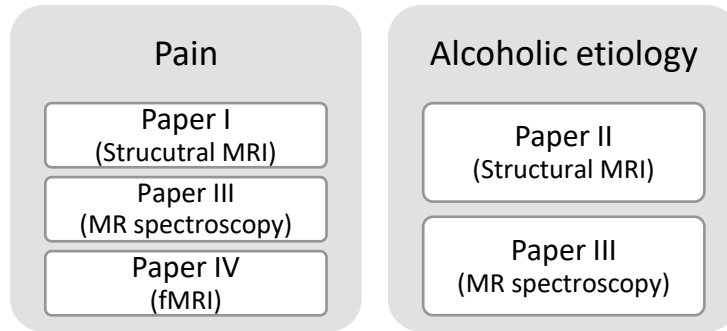 Pain
Paper I
(Strucutral MRI)
Paper III
(MR spectroscopy)
Paper IV
(fMRI)
Alcoholic etiology
Paper II
(Structural MRI)
Paper III
(MR spectroscopy)